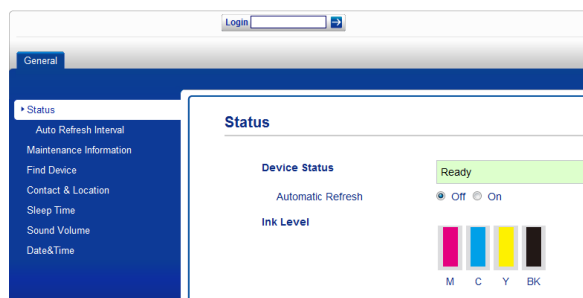 Login
General
Status
Auto Refresh Interval
Maintenance Information
Find Device
Contact & Location
Sleep Time
Sound Volume
Date&Time
Status
Device Status
Ready
Automatic Refresh
Off On
Ink Level
M C Y BK